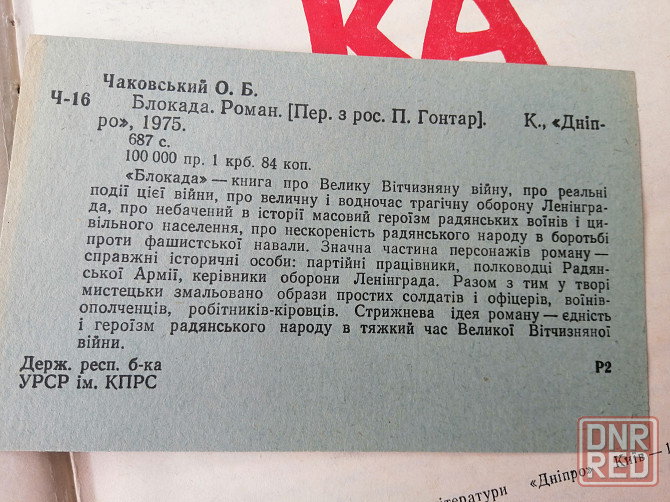 КА
Чаковський О. Б.
Ч-16 Блокада. Роман. [Пер. з рос. П. Гонтар]. К., «Дніп-
ро», 1975.
687 с.
100 000 пр. 1 крб. 84 коп.
«Блокада» — книга про Велику Вітчизняну війну, про реальні
події цієї війни, про величну і водночас трагічну оборону Ленінгра-
да, про небачений в історії масовий героїзм радянських воїнів і ци-
вільного населення, про нескореність радянського народу в боротьбі
проти фашистської навали. Значна частина персонажів роману —
справжні історичні особи: партійні працівники, полководці Радян-
ської Армії, керівники оборони Ленінграда. Разом з тим у творі
мистецьки змальовано образи простих солдатів і офіцерів, воїнів-
ополченців, робітників-кіровців. Стрижнева ідея роману — єдність
і героїзм радянського народу в тяжкий час Великої Вітчизняної
війни.
Держ. респ. б-ка Р2
УРСР ім. КПРС
ітератури «Дніпро» Київ — 1
DNR
RED